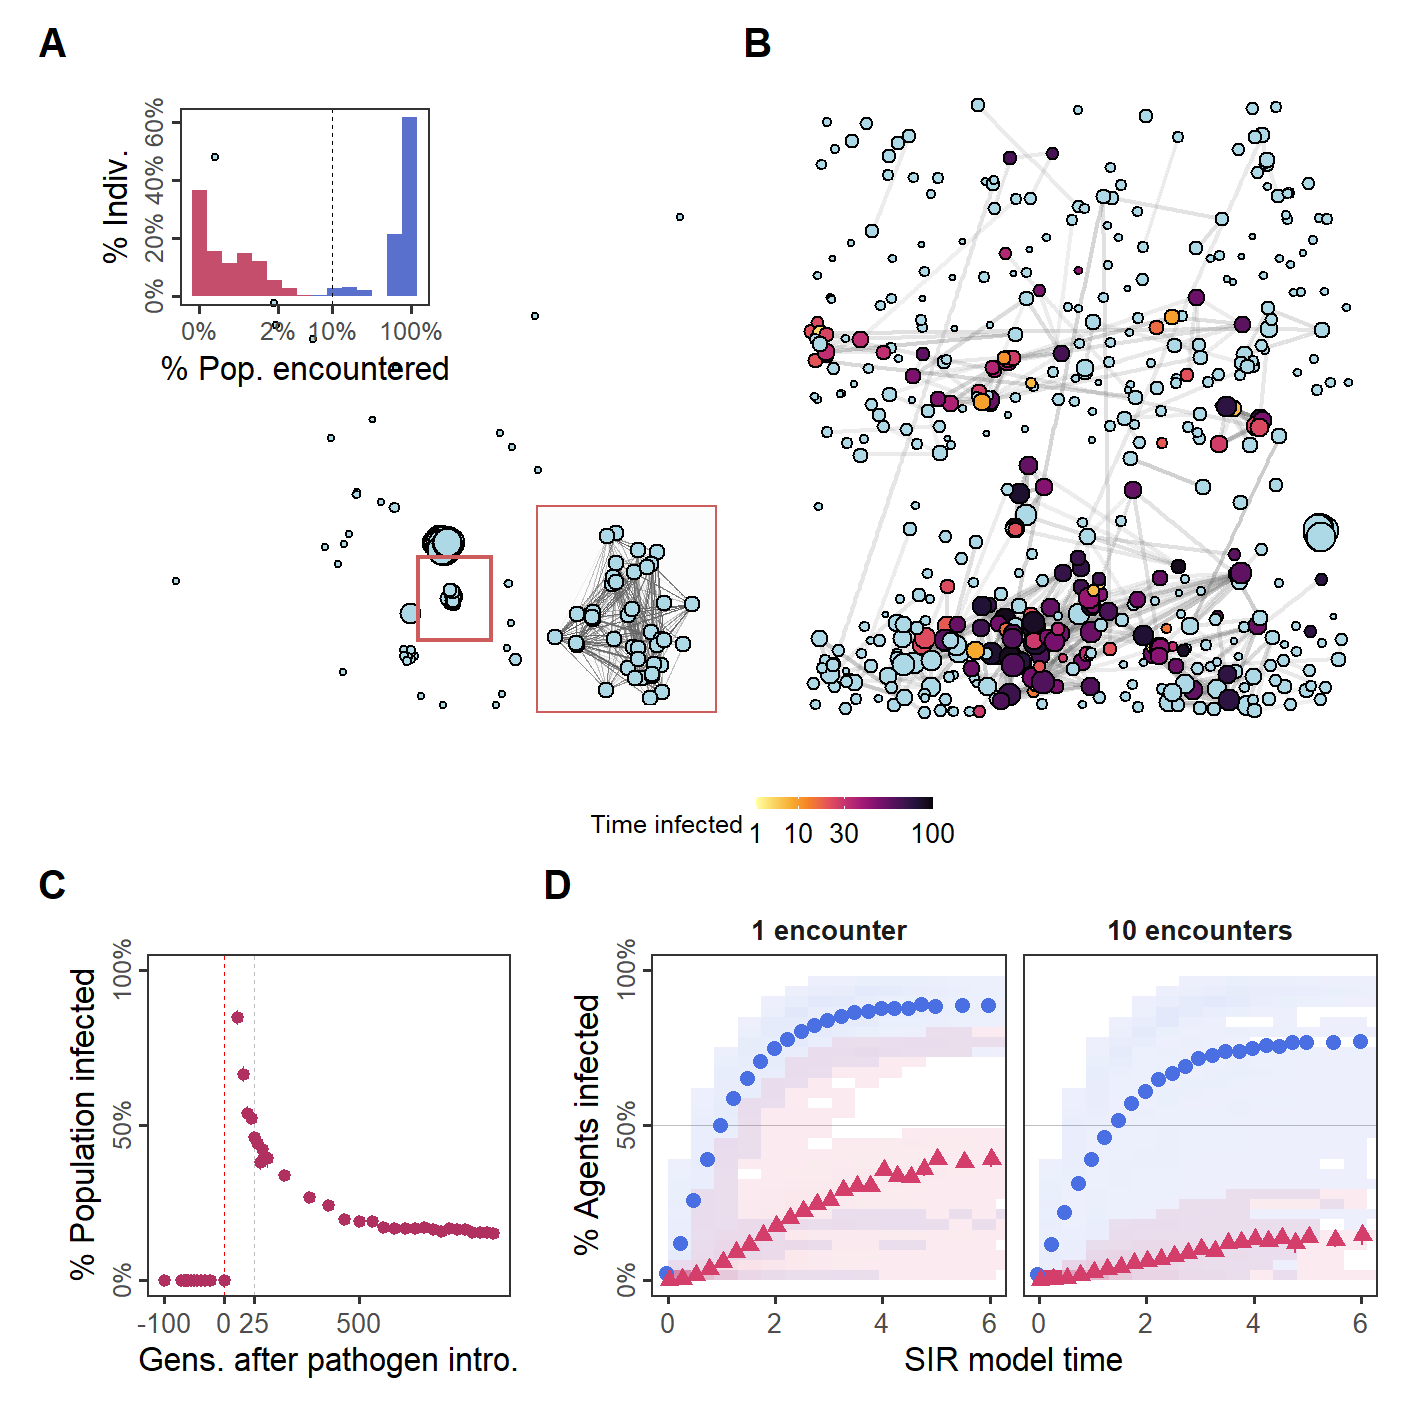 A
B
% Indiv.
0%
20%
40%
60%
0%
2%
10%
100%
% Pop. encountered
Time infected
1
10
30
100
C
D
% Population infected
0%
50%
100%
-100
0
25
500
Gens. after pathogen intro.
1 encounter
10 encounters
% Agents infected
0%
50%
100%
0
2
4
6
0
2
4
6
SIR model time